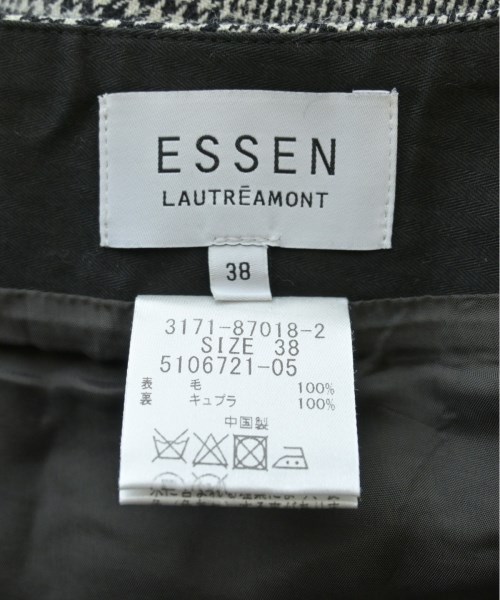 ESSEN
LAUTRĒAMONT
38
3171-87018-2
SIZE 38
5106721-05
表 毛 100%
裏 キュプラ 100%
中国製